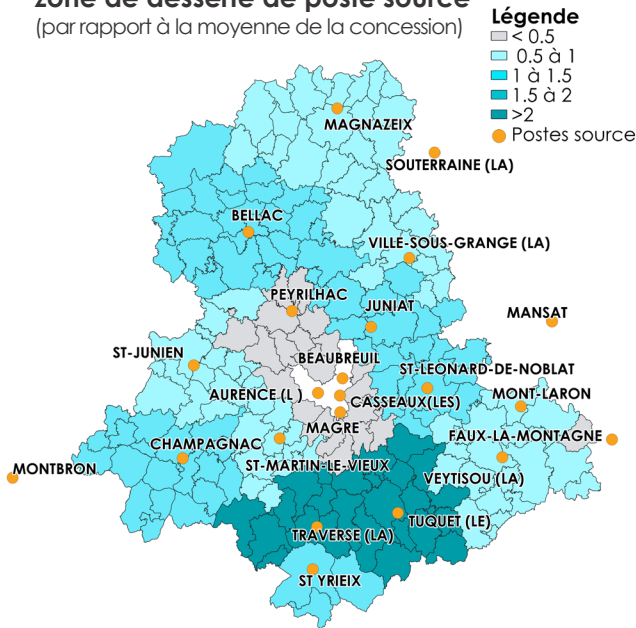 zone de desserte de poste source
(par rapport à la moyenne de la concession)
Légende
< 0.5
0.5 à 1
1 à 1.5
1.5 à 2
>2
Postes source
MAGNAZEIX
SOUTERRAINE (LA)
BELLAC
VILLE-SOUS-GRANGE (LA)
PEYRILHAC
JUNIAT
MANSAT
ST-JUNIEN
BEAUBREUIL
ST-LEONARD-DE-NOBLAT
AURENCE (L )
CASSEAUX(LES)
MONT-LARON
MAGRE
FAUX-LA-MONTAGNE
CHAMPAGNAC
MONTBRON
ST-MARTIN-LE-VIEUX
VEYTISOU (LA)
TUQUET (LE)
TRAVERSE (LA)
ST YRIEIX